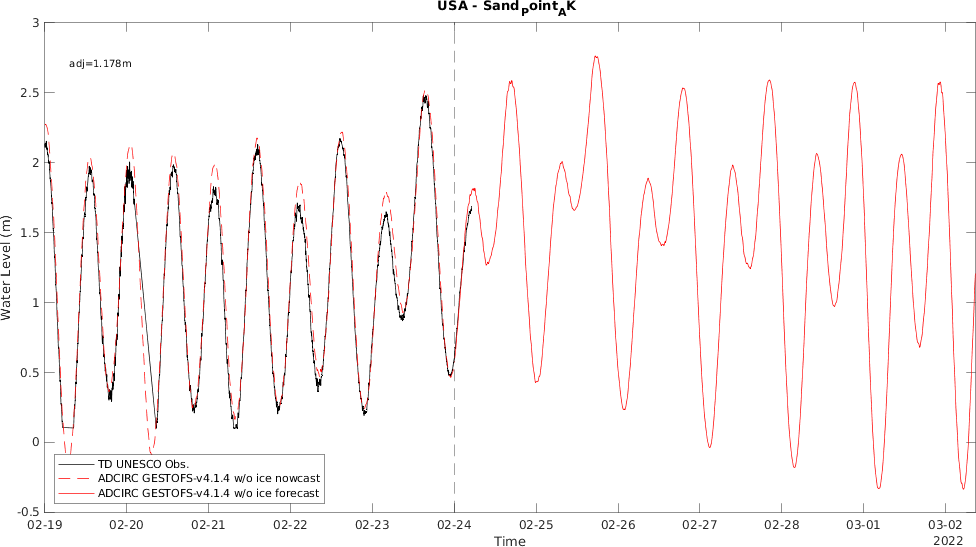 USA - Sand_Point_AK
adj=1.178m
3
2.5
2
1.5
1
0.5
0
-0.5
Water Level (m)
TD UNESCO Obs.
ADCIRC GESTOFS-v4.1.4 w/o ice nowcast
ADCIRC GESTOFS-v4.1.4 w/o ice forecast
02-19 02-20 02-21 02-22 02-23 02-24 02-25 02-26 02-27 02-28 03-01 03-02
Time
2022